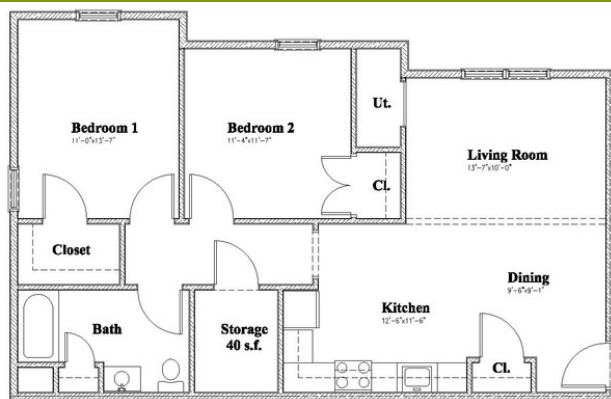 Bedroom 1
11'-0"x13'-7"
Bedroom 2
11'-4"x11'-7"
Ut.
Cl.
Living Room
13'-7"x10'-0"
Closet
Bath
Storage
40 s.f.
Kitchen
12'-6"x11'-6"
Dining
9'-6"x9'-1"
Cl.